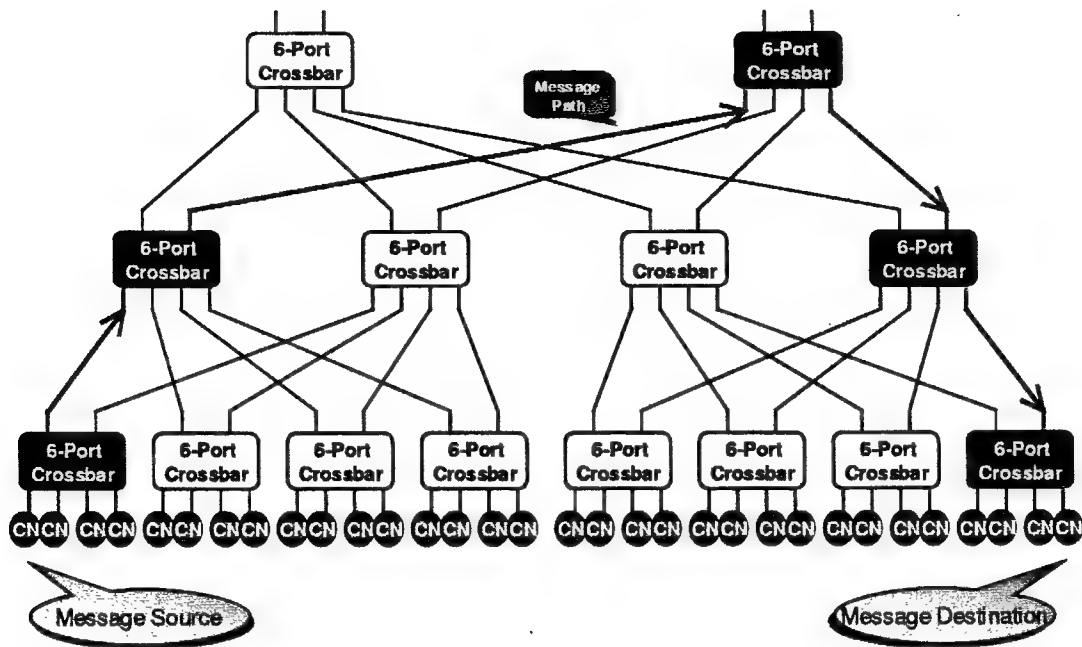 6-Port
Crossbar
6-Port
Crossbar
Message
Path
6-Port
Crossbar
6-Port
Crossbar
6-Port
Crossbar
6-Port
Crossbar
6-Port
Crossbar
6-Port
Crossbar
6-Port
Crossbar
6-Port
Crossbar
6-Port
Crossbar
6-Port
Crossbar
6-Port
Crossbar
6-Port
Crossbar
CN CN CN CN CN CN CN CN CN CN CN CN CN CN CN CN CN CN CN CN CN CN CN CN CN CN CN CN CN CN CN CN
Message Source
Message Destination